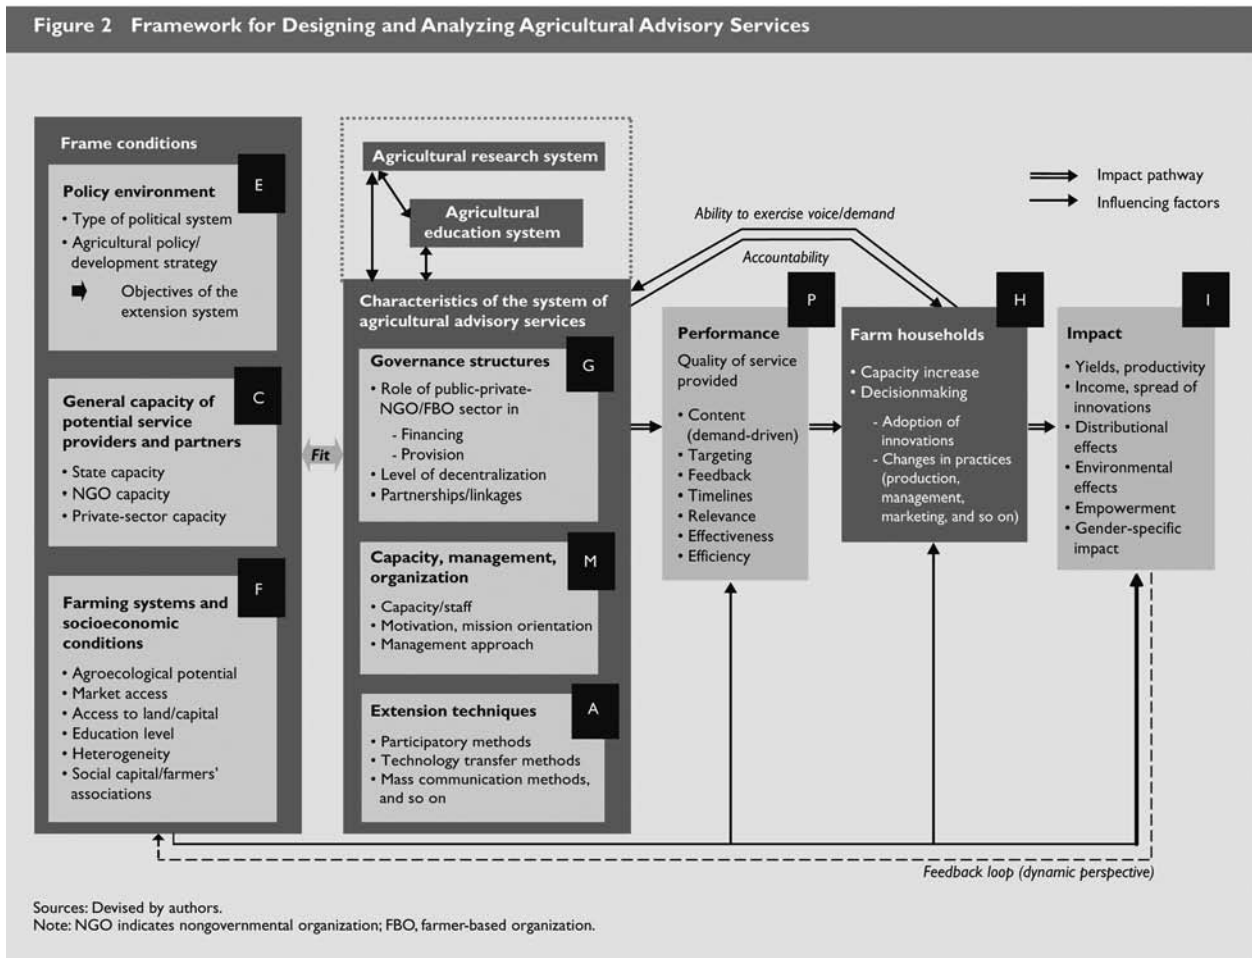 Figure 2 Framework for Designing and Analyzing Agricultural Advisory Services
Frame conditions
E
Policy environment
• Type of political system
• Agricultural policy/
development strategy
Objectives of the
extension system
C
General capacity of
potential service
providers and partners
• State capacity
• NGO capacity
• Private-sector capacity
F
Farming systems and
socioeconomic
conditions
• Agroecological potential
• Market access
• Access to land/capital
• Education level
• Heterogeneity
• Social capital/farmers’
associations
Fit
Agricultural research system
Agricultural
education system
Characteristics of the system of
agricultural advisory services
G
Governance structures
• Role of public-private-
NGO/FBO sector in
- Financing
- Provision
• Level of decentralization
• Partnerships/linkages
M
Capacity, management,
organization
• Capacity/staff
• Motivation, mission orientation
• Management approach
A
Extension techniques
• Participatory methods
• Technology transfer methods
• Mass communication methods,
and so on
Ability to exercise voice/demand
Accountability
Impact pathway
Influencing factors
P
Performance
Quality of service
provided
• Content
(demand-driven)
• Targeting
• Feedback
• Timelines
• Relevance
• Effectiveness
• Efficiency
H
Farm households
• Capacity increase
• Decisionmaking
- Adoption of
innovations
- Changes in practices
(production,
management,
marketing, and so on)
I
Impact
• Yields, productivity
• Income, spread of
innovations
• Distributional
effects
• Environmental
effects
• Empowerment
• Gender-specific
impact
Feedback loop (dynamic perspective)
Sources: Devised by authors.
Note: NGO indicates nongovernmental organization; FBO, farmer-based organization.